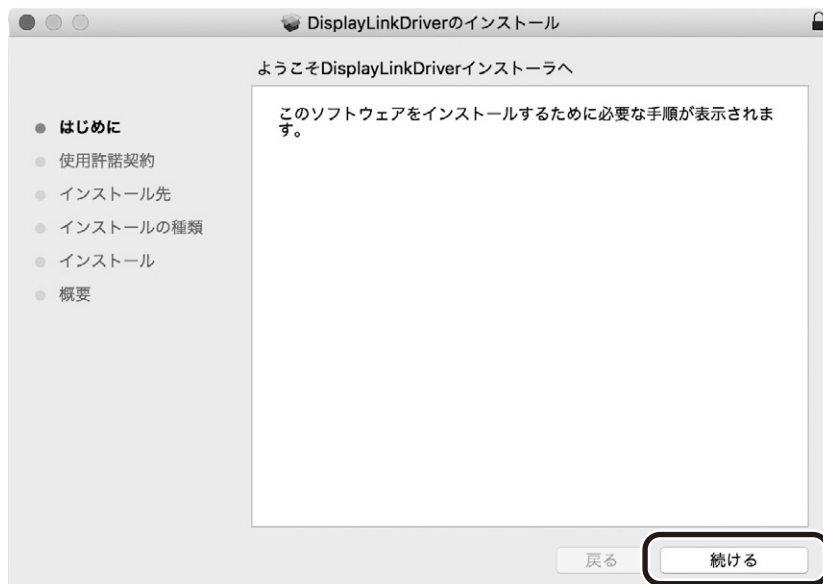 DisplayLinkDriverのインストール
ようこそDisplayLinkDriverインストーラへ
はじめに
使用許諾契約
インストール先
インストールの種類
インストール
概要
このソフトウェアをインストールするために必要な手順が表示されま
す。
戻る
続ける